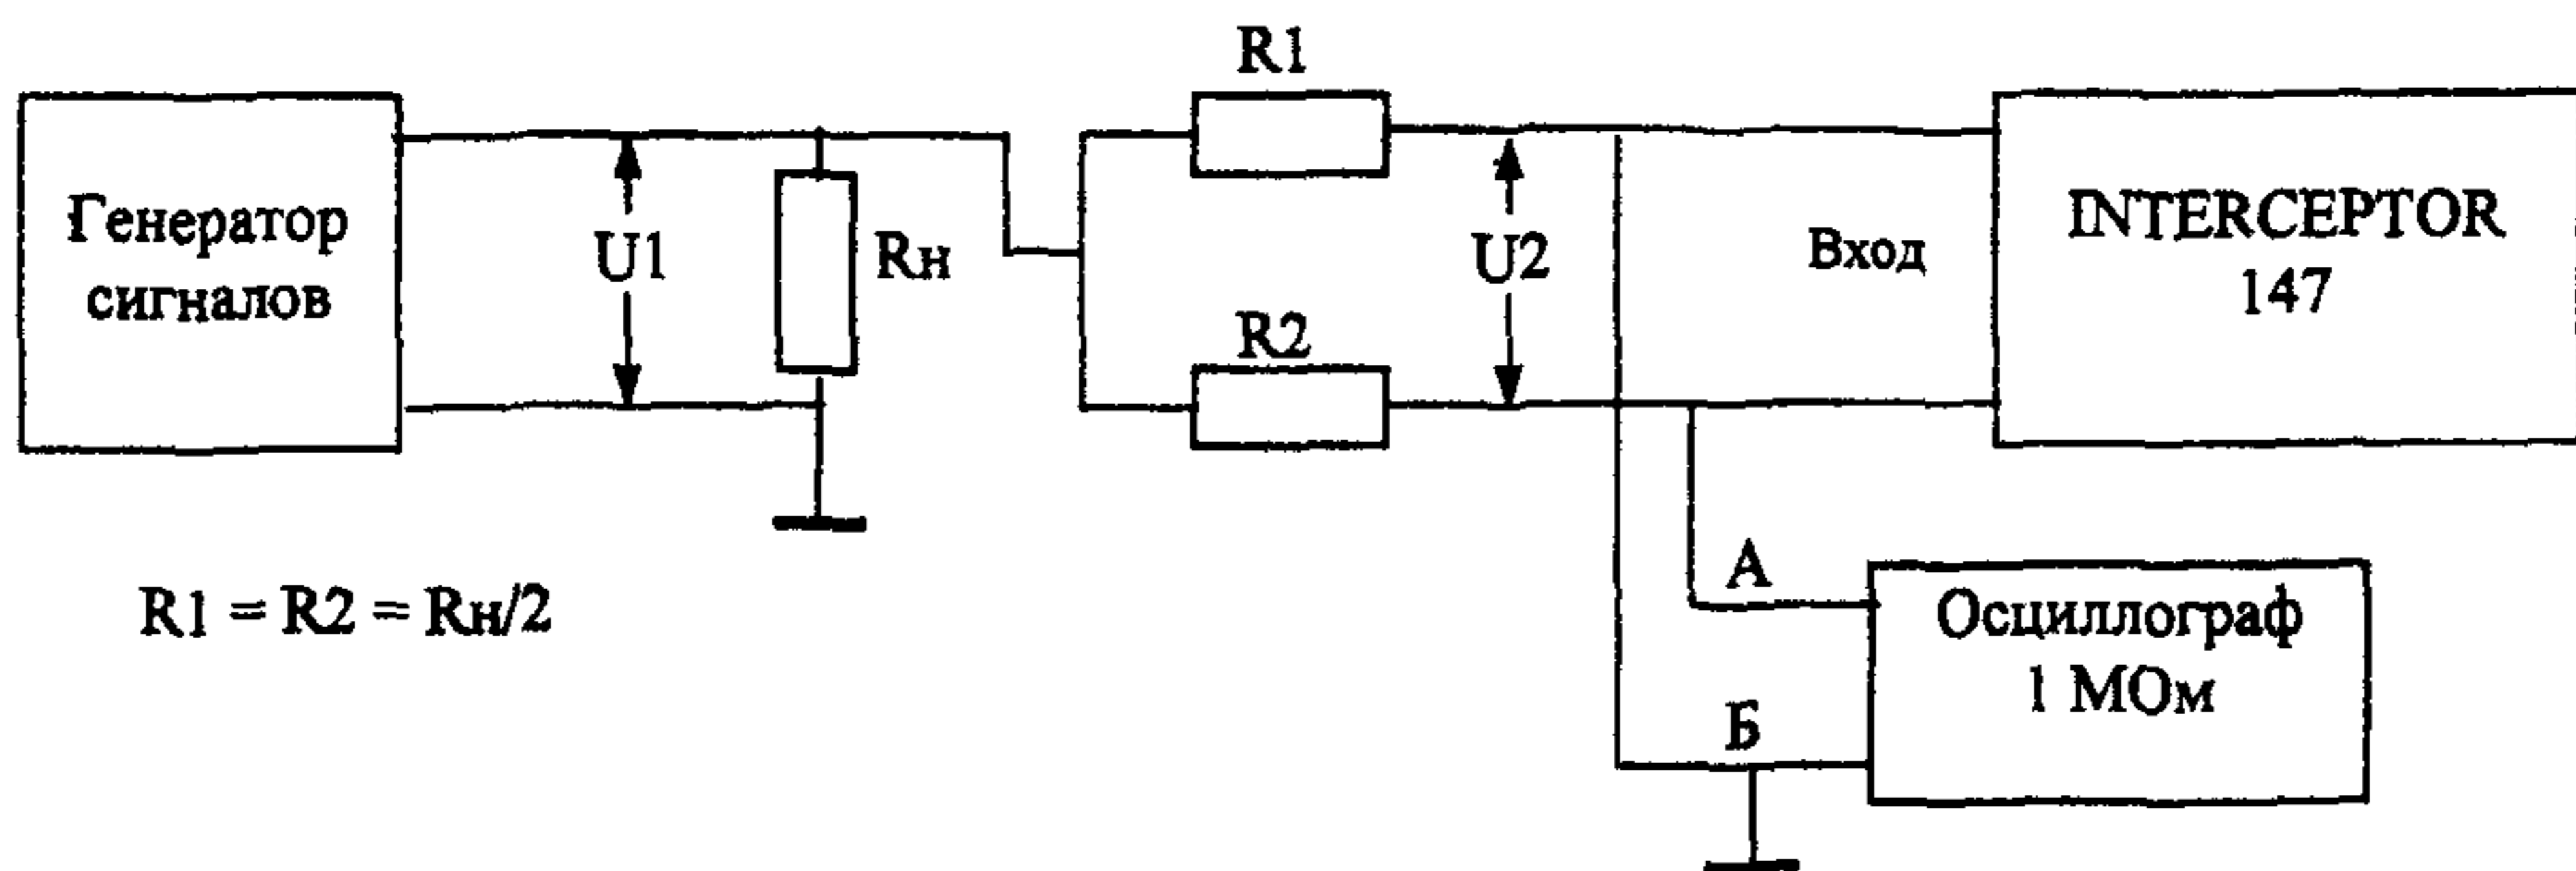 R1
Генератор
сигналов
U1
Rн
U2
Вход
INTERCEPTOR
147
R2
R1 = R2 = Rн/2
А
Б
Осциллограф
1 МОм